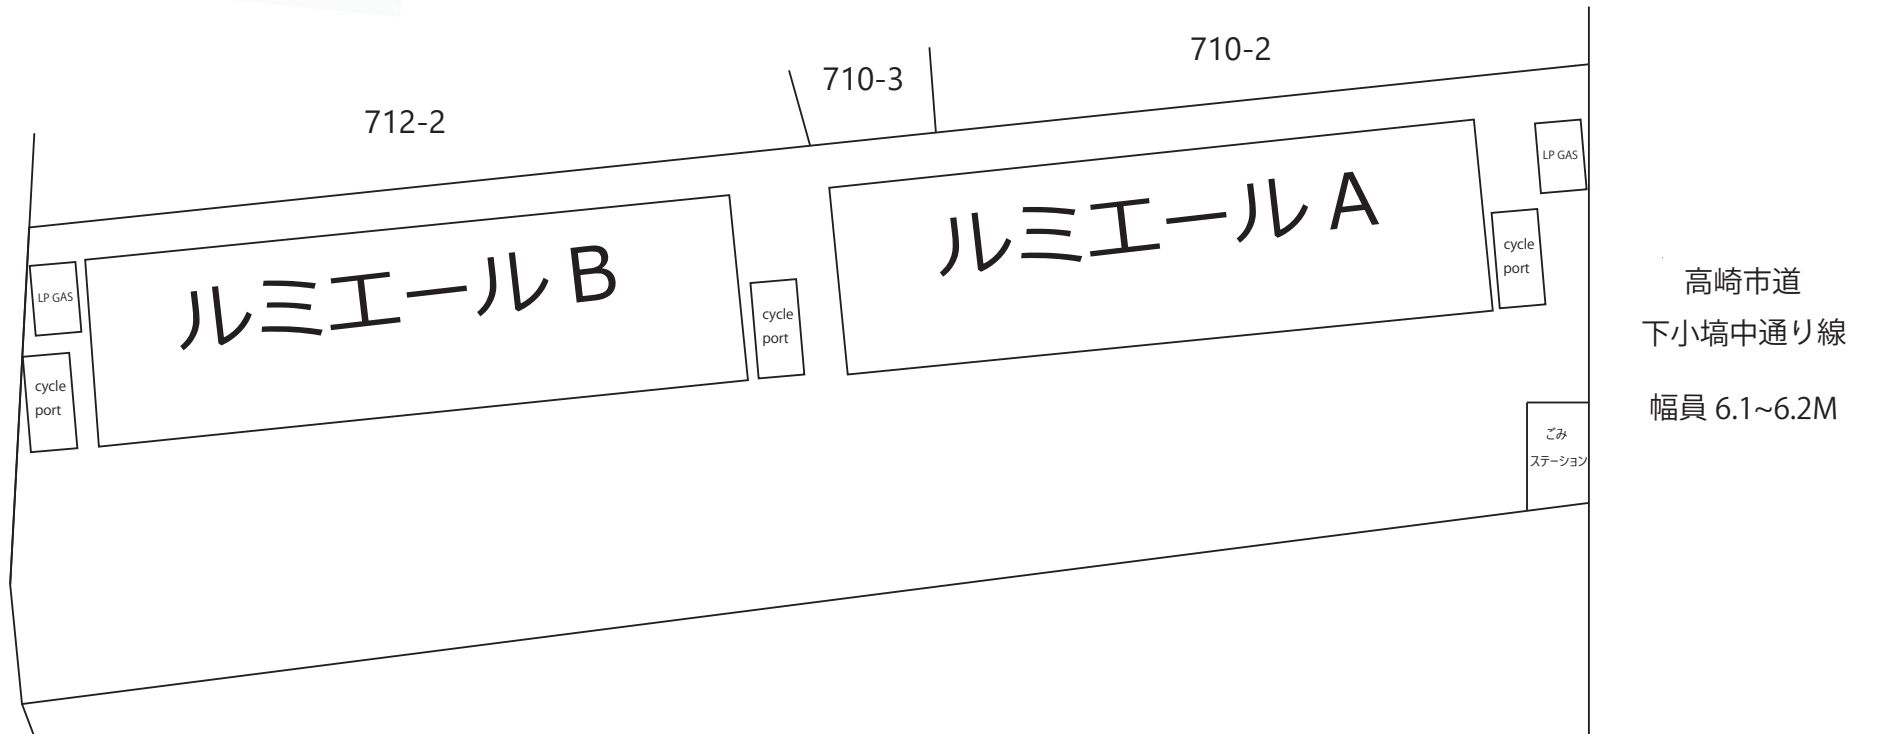 710-2
710-3
712-2
LP GAS
ルミエール A
cycle
port
ルミエール B
cycle
port
LP GAS
cycle
port
高崎市道
下小塙中通り線
幅員 6.1~6.2M
ごみ
ステーション